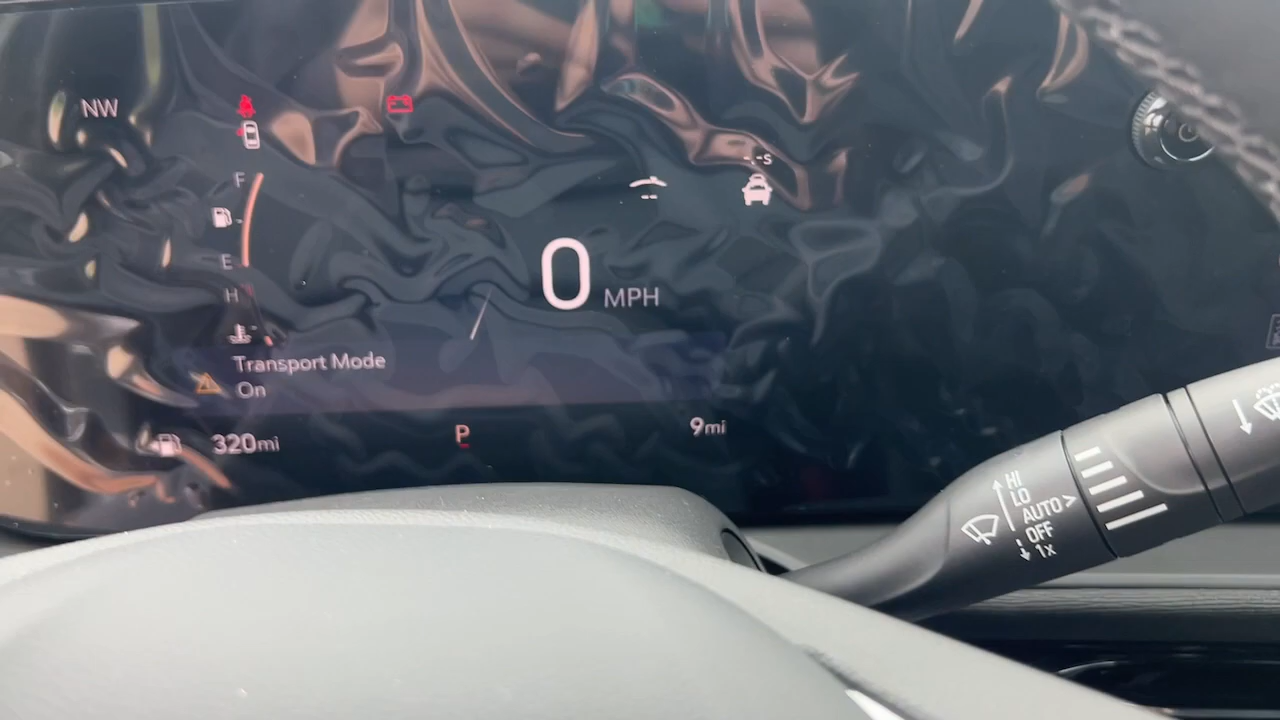 NW
-.-s
F
E
H
--
0 MPH
Transport Mode
On
320mi
P
9mi
HI
LO
AUTO>
OFF
1x